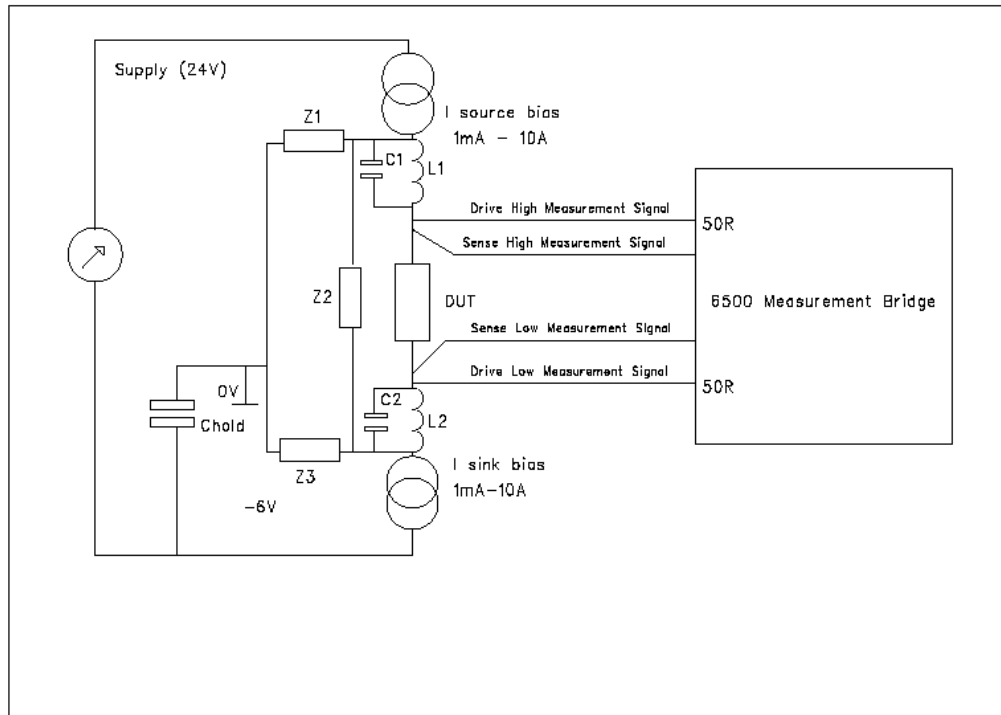 Supply (24V)
Z1
I source bias
1mA - 10A
C1
L1
Drive High Measurement Signal
50R
Sense High Measurement Signal
Z2
DUT
6500 Measurement Bridge
Sense Low Measurement Signal
Drive Low Measurement Signal
50R
0V
Chold
C2
L2
Z3
I sink bias
1mA-10A
-6V